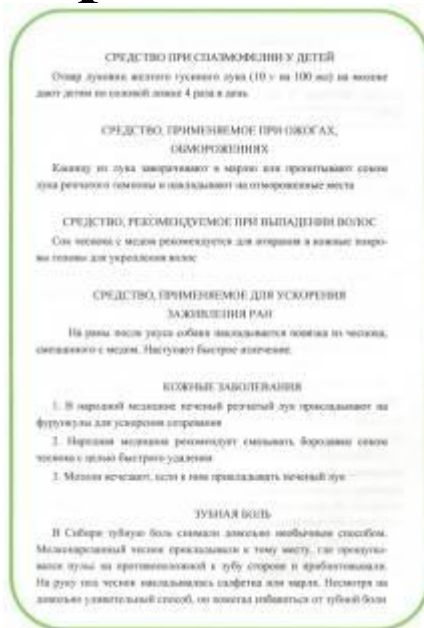 СРЕДСТВО ПРИ СПАЗМОФЕЛИИ У ДЕТЕЙ
Отвар луковиц желтого гусиного лука (10 г на 100 мл) на молоке
дают детям по столовой ложке 4 раза в день
СРЕДСТВО, ПРИМЕНЯЕМОЕ ПРИ ОЖОГАХ,
ОБМОРОЖЕНИЯХ
Кашицу из лука заворачивают в марлю или пропитывают соком
лука репчатого тампоны и накладывают на отмороженные места
СРЕДСТВО, РЕКОМЕНДУЕМОЕ ПРИ ВЫПАДЕНИИ ВОЛОС
Сок чеснока с медом рекомендуется для втирания в кожные покро-
вы головы для укрепления волос
СРЕДСТВО, ПРИМЕНЯЕМОЕ ДЛЯ УСКОРЕНИЯ
ЗАЖИВЛЕНИЯ РАН
На раны после укуса собаки накладывается повязка из чеснока,
смешанного с медом. Наступает быстрое излечение.
КОЖНЫЕ ЗАБОЛЕВАНИЯ
1. В народной медицине печеный репчатый лук прикладывают на
фурункулы для ускорения созревания
2. Народная медицина рекомендует смазывать бородавки соком
чеснока с целью быстрого удаления
3. Мозоли исчезают, если к ним прикладывать печеный лук
ЗУБНАЯ БОЛЬ
В Сибири зубную боль снимали довольно необычным способом.
Мелконарезанный чеснок прикладывали к тому месту, где прощупы-
вался пульс на противоположной к зубу стороне и прибинтовывали.
На руку под чеснок накладывалась салфетка или марля. Несмотря на
довольно удивительный способ, он помогал избавиться от зубной боли